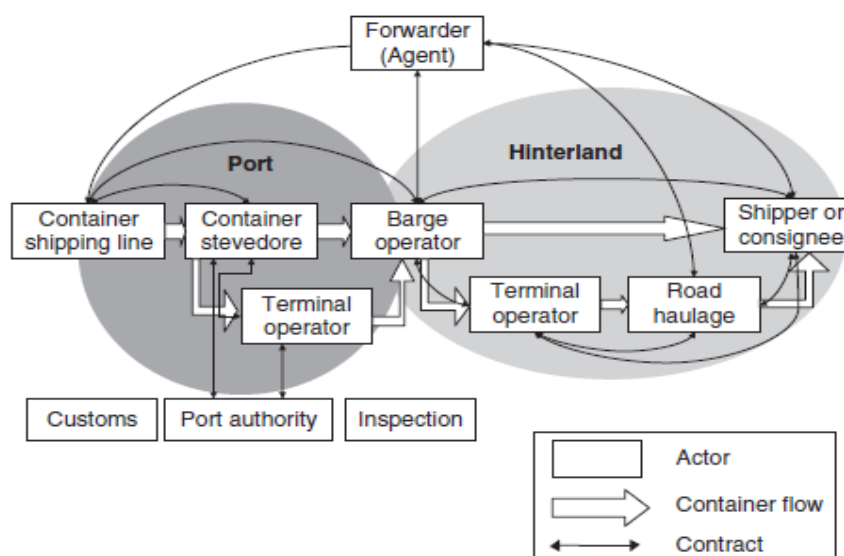 Forwarder
(Agent)
Port
Hinterland
Container
shipping line
Container
stevedore
Barge
operator
Shipper or
consignee
Terminal
operator
Terminal
operator
Road
haulage
Customs
Port authority
Inspection
Actor
Container flow
Contract